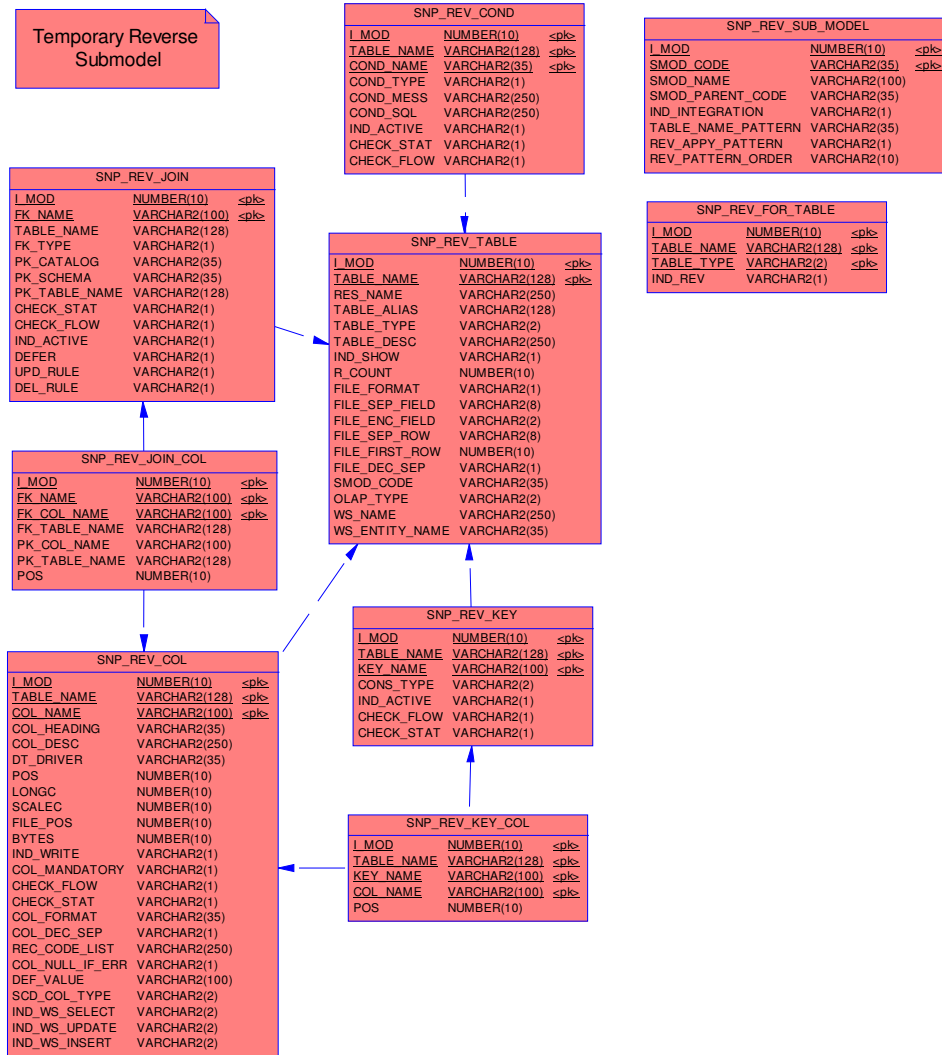 Temporary Reverse
Submodel
SNP_REV_COND
I_MOD NUMBER(10) <pk>
TABLE_NAME VARCHAR2(128) <pk>
COND_NAME VARCHAR2(35) <pk>
COND_TYPE VARCHAR2(1)
COND_MESS VARCHAR2(250)
COND_SQL VARCHAR2(250)
IND_ACTIVE VARCHAR2(1)
CHECK_STAT VARCHAR2(1)
CHECK_FLOW VARCHAR2(1)
SNP_REV_SUB_MODEL
I_MOD NUMBER(10) <pk>
SMOD_CODE VARCHAR2(35) <pk>
SMOD_NAME VARCHAR2(100)
SMOD_PARENT_CODE VARCHAR2(35)
IND_INTEGRATION VARCHAR2(1)
TABLE_NAME_PATTERN VARCHAR2(35)
REV_APPY_PATTERN VARCHAR2(1)
REV_PATTERN_ORDER VARCHAR2(10)
SNP_REV_JOIN
I_MOD NUMBER(10) <pk>
FK_NAME VARCHAR2(100) <pk>
TABLE_NAME VARCHAR2(128)
FK_TYPE VARCHAR2(1)
PK_CATALOG VARCHAR2(35)
PK_SCHEMA VARCHAR2(35)
PK_TABLE_NAME VARCHAR2(128)
CHECK_STAT VARCHAR2(1)
CHECK_FLOW VARCHAR2(1)
IND_ACTIVE VARCHAR2(1)
DEFER VARCHAR2(1)
UPD_RULE VARCHAR2(1)
DEL_RULE VARCHAR2(1)
SNP_REV_TABLE
I_MOD NUMBER(10) <pk>
TABLE_NAME VARCHAR2(128) <pk>
RES_NAME VARCHAR2(250)
TABLE_ALIAS VARCHAR2(128)
TABLE_TYPE VARCHAR2(2)
TABLE_DESC VARCHAR2(250)
IND_SHOW VARCHAR2(1)
R_COUNT NUMBER(10)
FILE_FORMAT VARCHAR2(1)
FILE_SEP_FIELD VARCHAR2(8)
FILE_ENC_FIELD VARCHAR2(2)
FILE_SEP_ROW VARCHAR2(8)
FILE_FIRST_ROW NUMBER(10)
FILE_DEC_SEP VARCHAR2(1)
SMOD_CODE VARCHAR2(35)
OLAP_TYPE VARCHAR2(2)
WS_NAME VARCHAR2(250)
WS_ENTITY_NAME VARCHAR2(35)
SNP_REV_FOR_TABLE
I_MOD NUMBER(10) <pk>
TABLE_NAME VARCHAR2(128) <pk>
TABLE_TYPE VARCHAR2(2) <pk>
IND_REV VARCHAR2(1)
SNP_REV_JOIN_COL
I_MOD NUMBER(10) <pk>
FK_NAME VARCHAR2(100) <pk>
FK_COL_NAME VARCHAR2(100) <pk>
FK_TABLE_NAME VARCHAR2(128)
PK_COL_NAME VARCHAR2(100)
PK_TABLE_NAME VARCHAR2(128)
POS NUMBER(10)
SNP_REV_KEY
I_MOD NUMBER(10) <pk>
TABLE_NAME VARCHAR2(128) <pk>
KEY_NAME VARCHAR2(100) <pk>
CONS_TYPE VARCHAR2(2)
IND_ACTIVE VARCHAR2(1)
CHECK_FLOW VARCHAR2(1)
CHECK_STAT VARCHAR2(1)
SNP_REV_COL
I_MOD NUMBER(10) <pk>
TABLE_NAME VARCHAR2(128) <pk>
COL_NAME VARCHAR2(100) <pk>
COL_HEADING VARCHAR2(35)
COL_DESC VARCHAR2(250)
DT_DRIVER VARCHAR2(35)
POS NUMBER(10)
LONGC NUMBER(10)
SCALEC NUMBER(10)
FILE_POS NUMBER(10)
BYTES NUMBER(10)
IND_WRITE VARCHAR2(1)
COL_MANDATORY VARCHAR2(1)
CHECK_FLOW VARCHAR2(1)
CHECK_STAT VARCHAR2(1)
COL_FORMAT VARCHAR2(35)
COL_DEC_SEP VARCHAR2(1)
REC_CODE_LIST VARCHAR2(250)
COL_NULL_IF_ERR VARCHAR2(1)
DEF_VALUE VARCHAR2(100)
SCD_COL_TYPE VARCHAR2(2)
IND_WS_SELECT VARCHAR2(2)
IND_WS_UPDATE VARCHAR2(2)
IND_WS_INSERT VARCHAR2(2)
SNP_REV_KEY_COL
I_MOD NUMBER(10) <pk>
TABLE_NAME VARCHAR2(128) <pk>
KEY_NAME VARCHAR2(100) <pk>
COL_NAME VARCHAR2(100) <pk>
POS NUMBER(10)